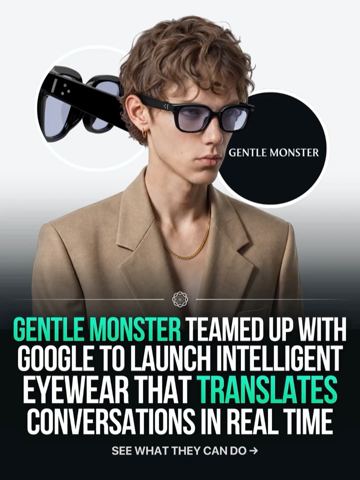 GENTLE MONSTER
GENTLE MONSTER TEAMED UP WITH
GOOGLE TO LAUNCH INTELLIGENT
EYEWEAR THAT TRANSLATES
CONVERSATIONS IN REAL TIME
SEE WHAT THEY CAN DO →